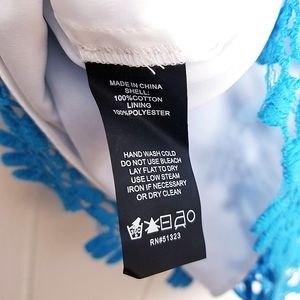 MADE IN CHINA
SHELL:
100%COTTON
LINING
100%POLYESTER
HAND WASH COLD
DO NOT USE BLEACH
LAY FLAT TO DRY
USE LOW STEAM
IRON IF NECESSARY
OR DRY CLEAN
RN#51323